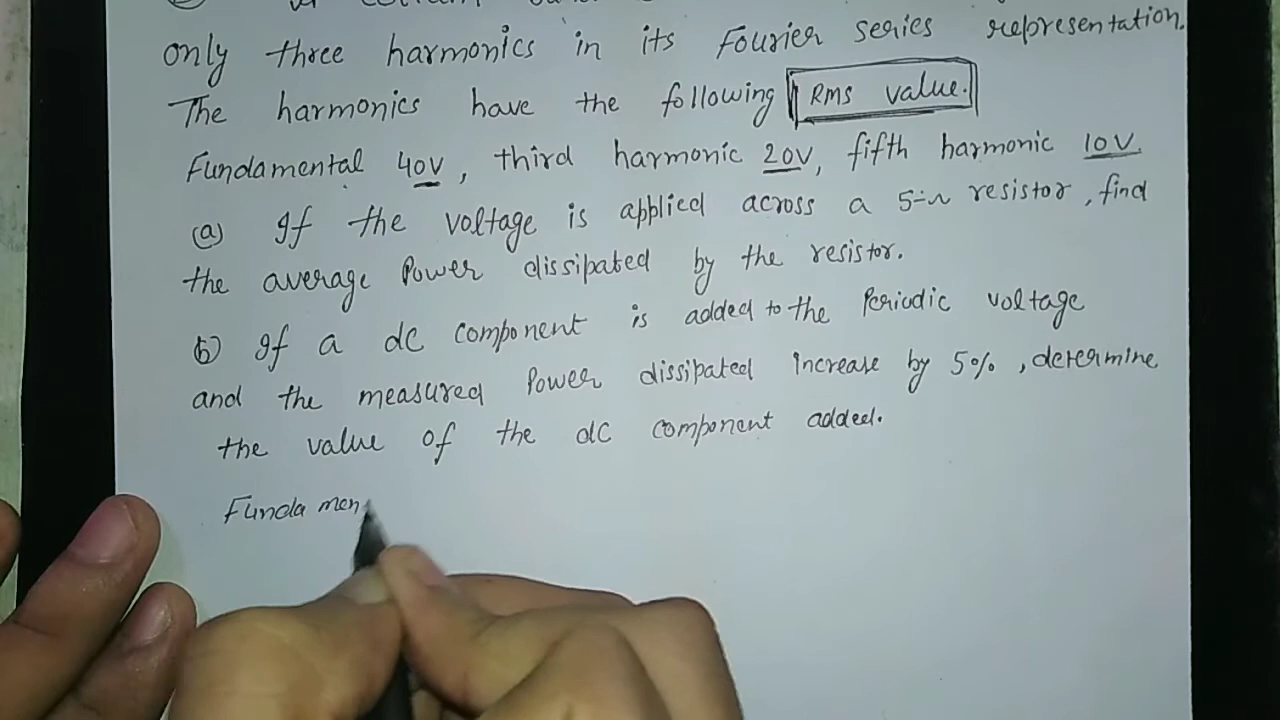 only three harmonics in its Fourier series representation.
The harmonics have the following RMS value.
Fundamental 40V, third harmonic 20V, fifth harmonic 10V.
(a) If the voltage is applied across a 5-Ω resistor, find
the average Power dissipated by the resistor.
(b) If a dc component is added to the Periodic voltage
and the measured Power dissipated increase by 5%, determine
the value of the dc component added.
Fundamen